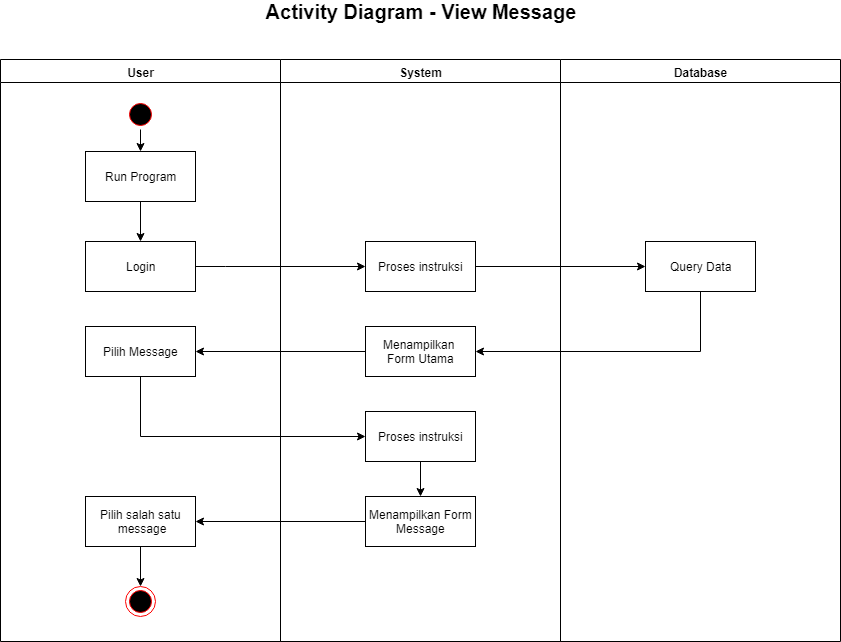 Activity Diagram - View Message
User
System
Database
Run Program
Login
Proses instruksi
Query Data
Pilih Message
Menampilkan
Form Utama
Proses instruksi
Pilih salah satu
message
Menampilkan Form
Message